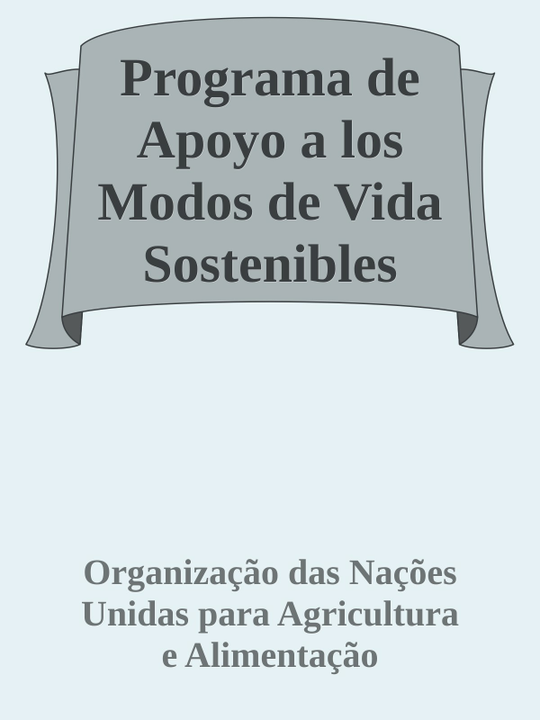 Programa de
Apoyo a los
Modos de Vida
Sostenibles
Organização das Nações
Unidas para Agricultura
e Alimentação